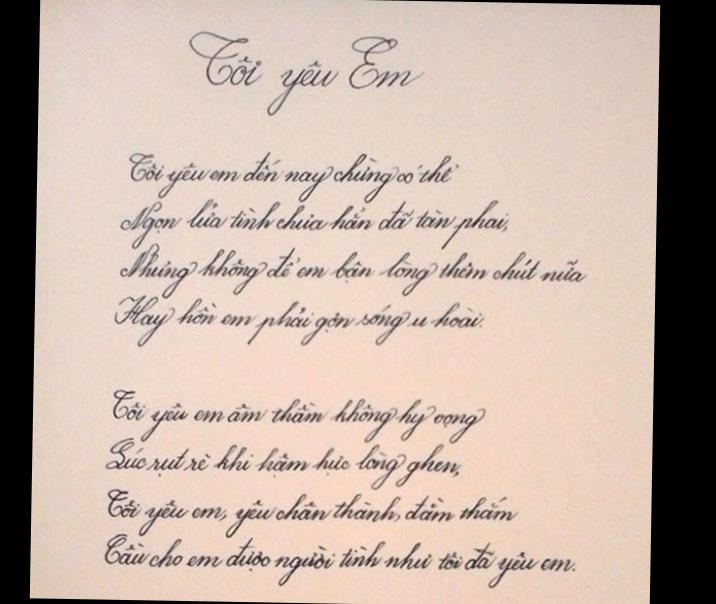 Tôi yêu Em
Tôi yêu em đến nay chừng có thể
Ngọn lửa tình chưa hẳn đã tàn phai,
Nhưng không để em bận lòng thêm chút nữa
Hay hồn em phải gợn sóng u hoài.
Tôi yêu em âm thầm không hy vọng
Lúc rụt rè khi hậm hực lòng ghen,
Tôi yêu em, yêu chân thành, đằm thắm
Cầu cho em được người tình như tôi đã yêu em.